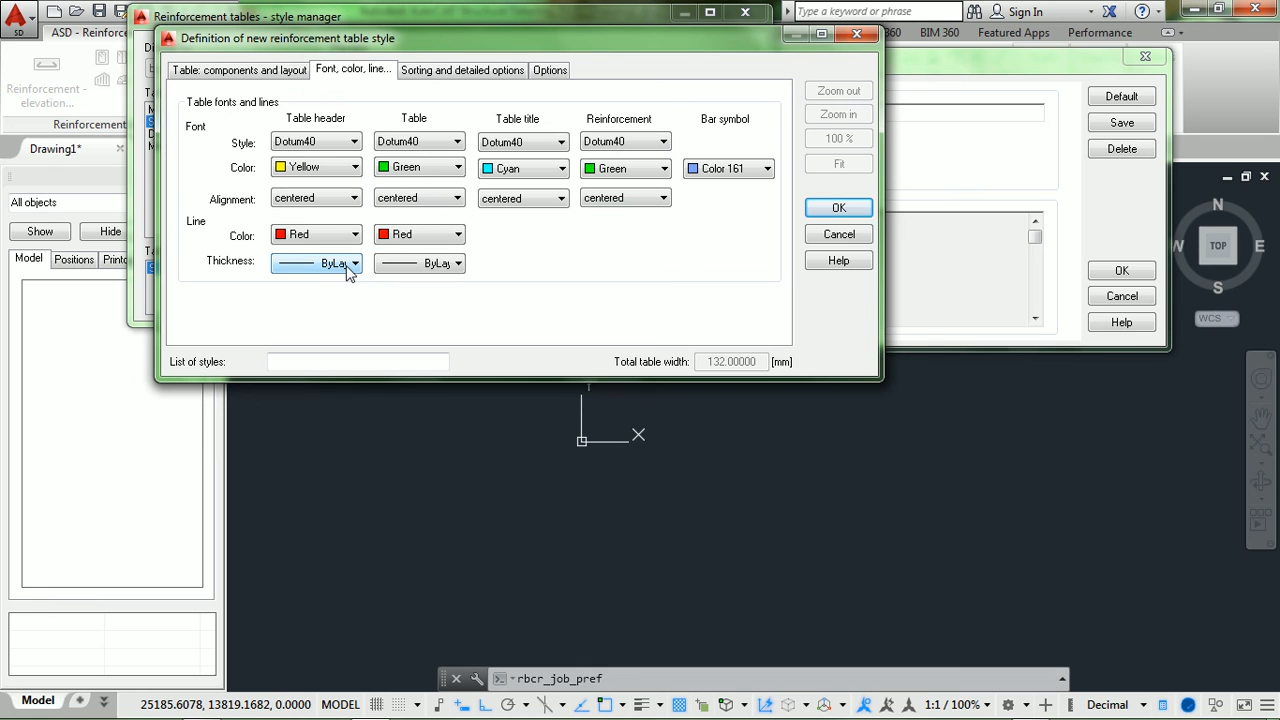 Reinforcement tables - style manager
Type a keyword or phrase
Sign In
SD
ASD - Reinforce
360
BIM 360
Featured Apps
Performance
Definition of new reinforcement table style
Table: components and layout
Font, color, line...
Sorting and detailed options
Options
Reinforcement -
elevation...
Reinforcement
Drawing1*
All objects
Show
Hide
Model
Positions
Table fonts and lines
Font
Table header
Table
Table title
Reinforcement
Bar symbol
Style:
Dotum40
Dotum40
Dotum40
Dotum40
Color:
Yellow
Green
Cyan
Green
Color 161
Alignment:
centered
centered
centered
centered
Line
Color:
Red
Red
Thickness:
ByLay
ByLay
List of styles:
Total table width:
132.00000
[mm]
Zoom out
Zoom in
100 %
Fit
OK
Cancel
Help
Default
Save
Delete
OK
Cancel
Help
N
W
TOP
E
S
WCS
X
rbcr_job_pref
Model
25185.6078, 13819.1682, 0.0000
MODEL
1:1 / 100%
Decimal